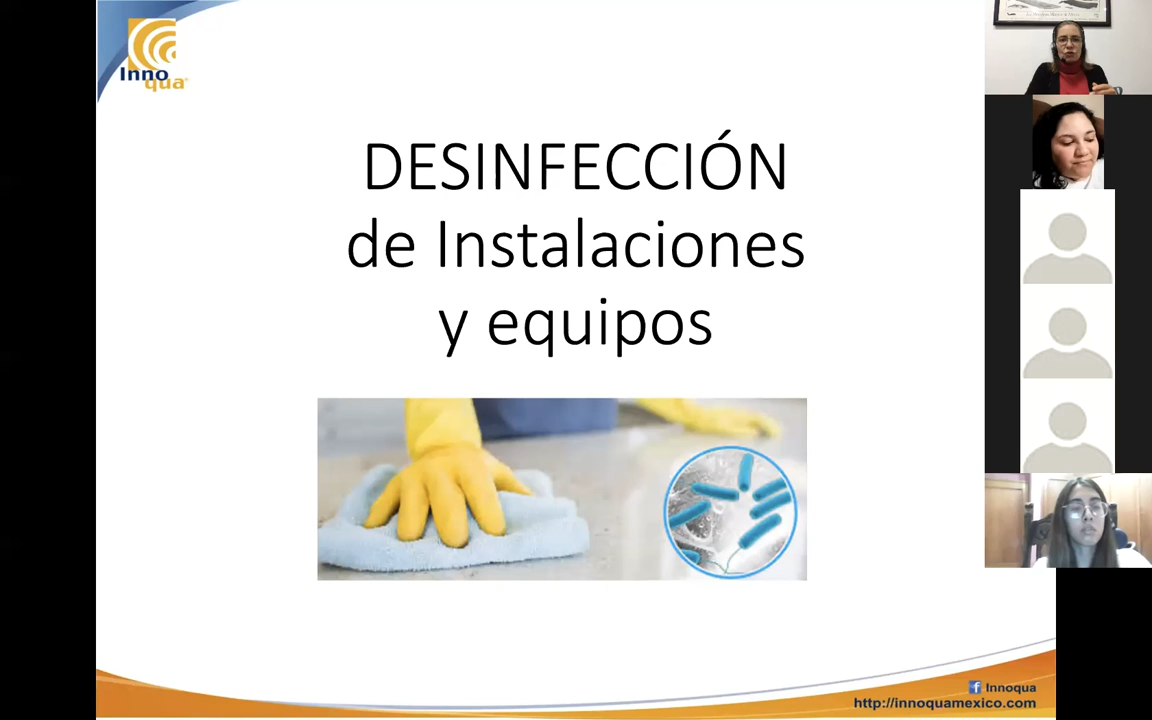 Inno
qua
DESINFECCIÓN
de Instalaciones
y equipos
Innoqua
http://innoquamexico.com